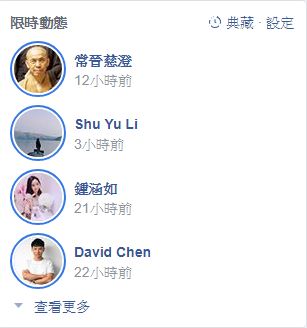 限時動態 典藏 · 設定
常晉慈澄
12小時前
Shu Yu Li
3小時前
鍾涵如
21小時前
David Chen
22小時前
查看更多